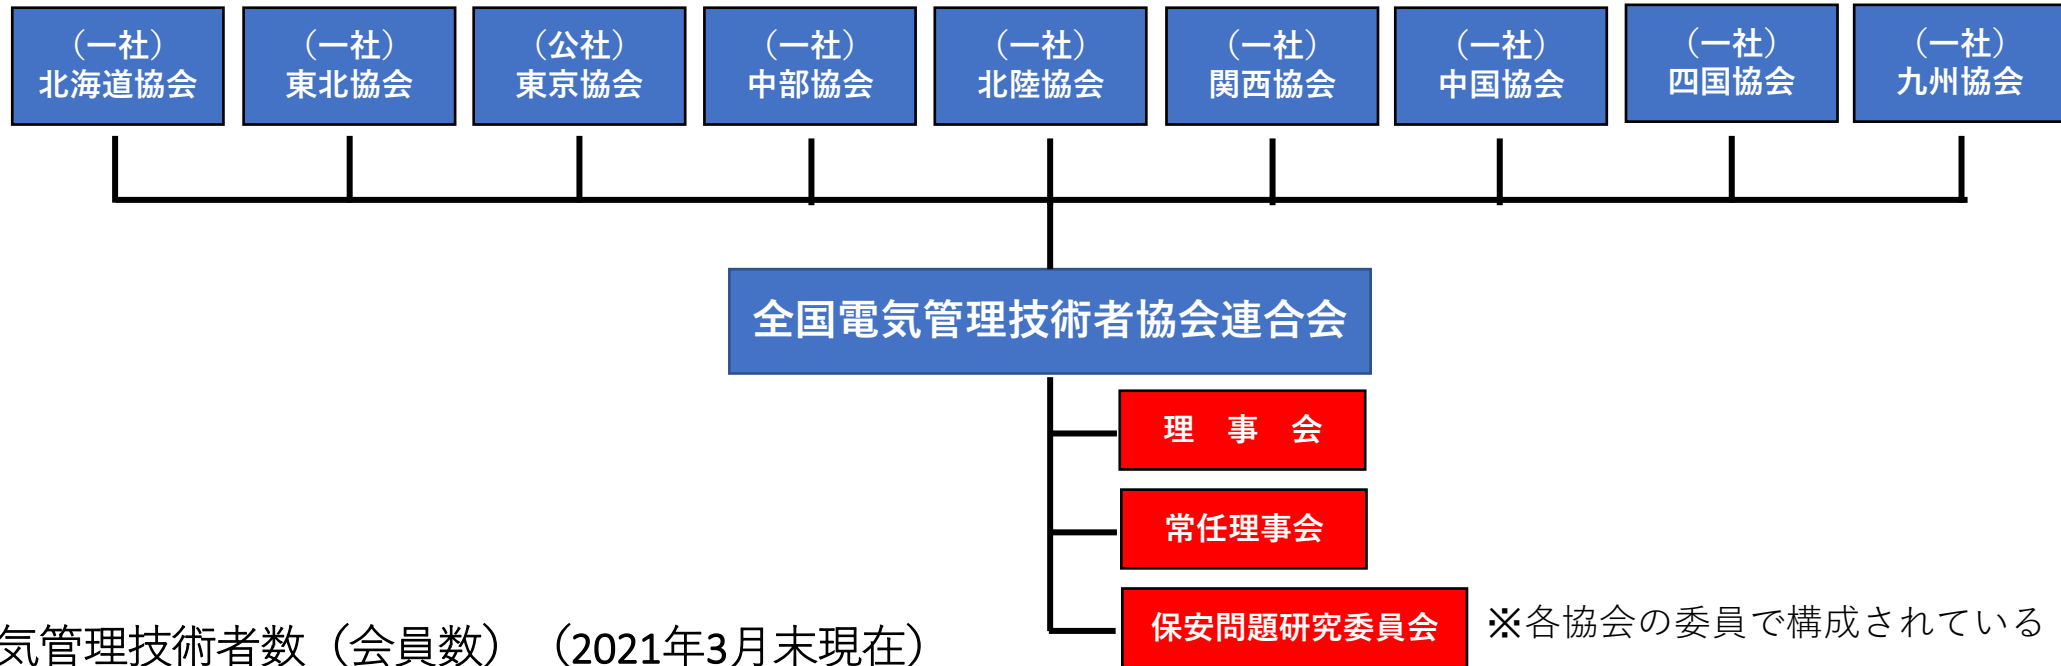 （一社）
北海道協会
（一社）
東北協会
（公社）
東京協会
（一社）
中部協会
（一社）
北陸協会
（一社）
関西協会
（一社）
中国協会
（一社）
四国協会
（一社）
九州協会
全国電気管理技術者協会連合会
理　事　会
常任理事会
保安問題研究委員会
※各協会の委員で構成されている
気管理技術者数（会員数）（2021年3月末現在）